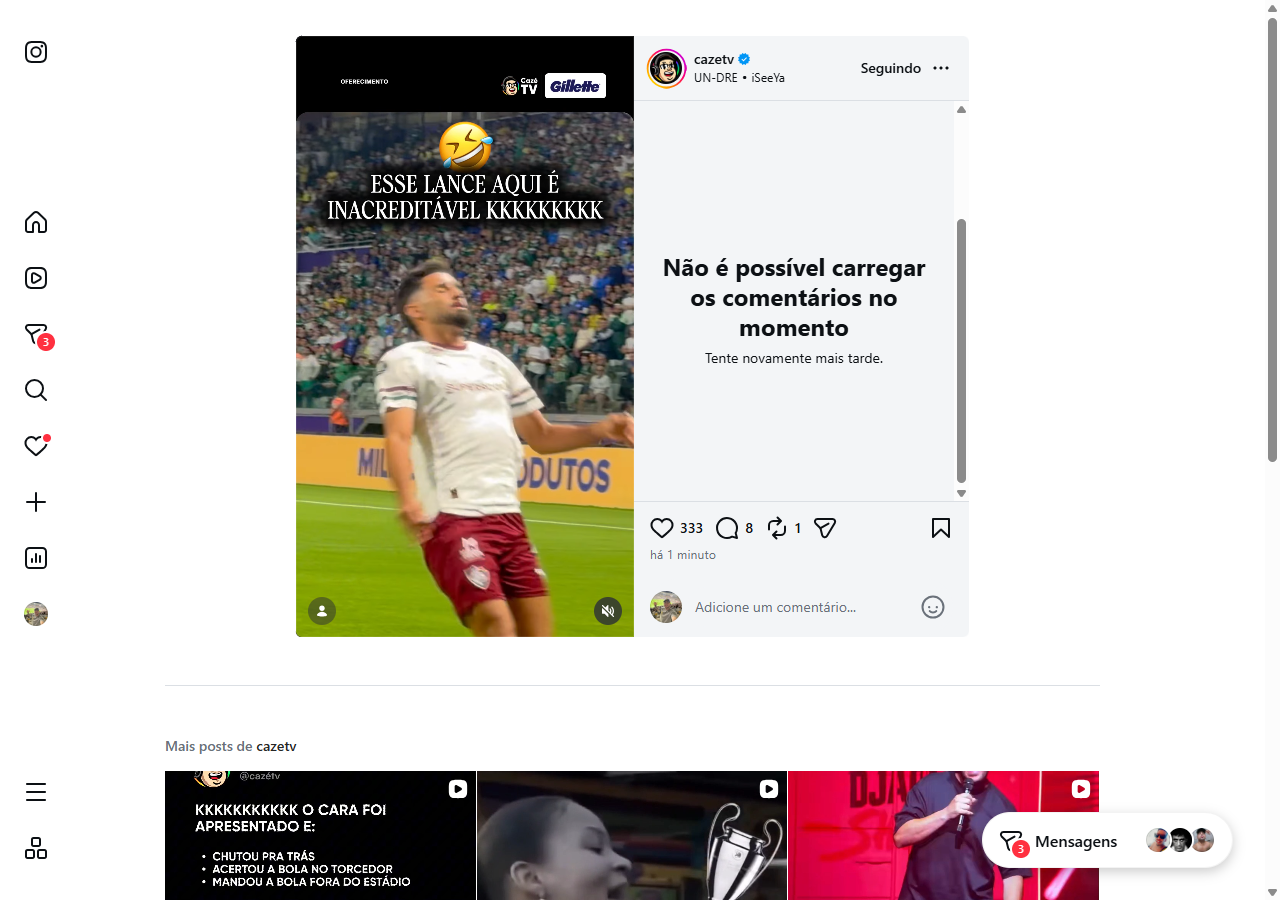 OFERECIMENTO
Cazé
TV
Gillette
ESSE LANCE AQUI É
INACREDITÁVEL KKKKKKKKK
MIL
ODUTOS
cazetv
UN-DRE • iSeeYa
Seguindo
Não é possível carregar
os comentários no
momento
Tente novamente mais tarde.
333
8
1
há 1 minuto
Adicione um comentário...
3
Mais posts de cazetv
@cazétv
KKKKKKKKKKK O CARA FOI
APRESENTADO E:
• CHUTOU PRA TRÁS
• ACERTOU A BOLA NO TORCEDOR
• MANDOU A BOLA FORA DO ESTÁDIO
3
Mensagens